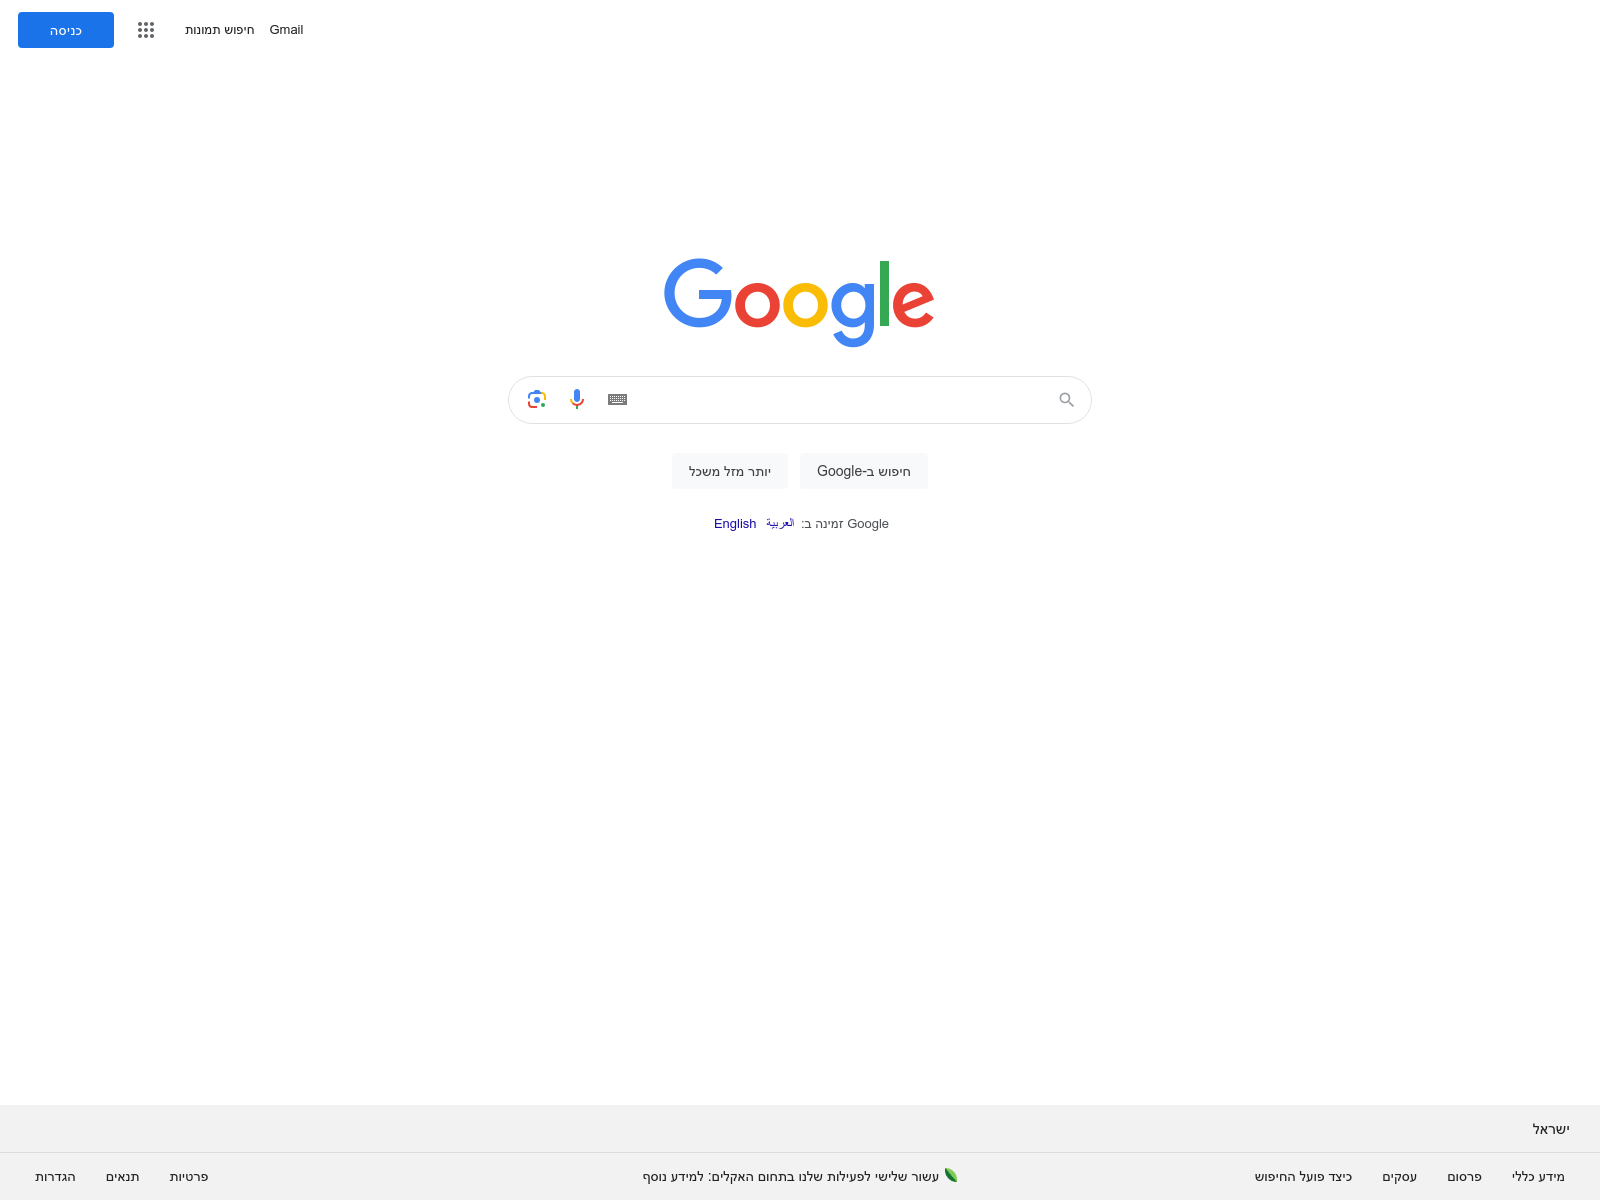 Gmail חיפוש תמונות כניסה
Google
חיפוש ב-Google יותר מזל משכל
Google זמינה ב: العربية English
ישראל
מידע כללי פרסום עסקים כיצד פועל החיפוש עשור שלישי לפעילות שלנו בתחום האקלים: למידע נוסף פרטיות תנאים הגדרות